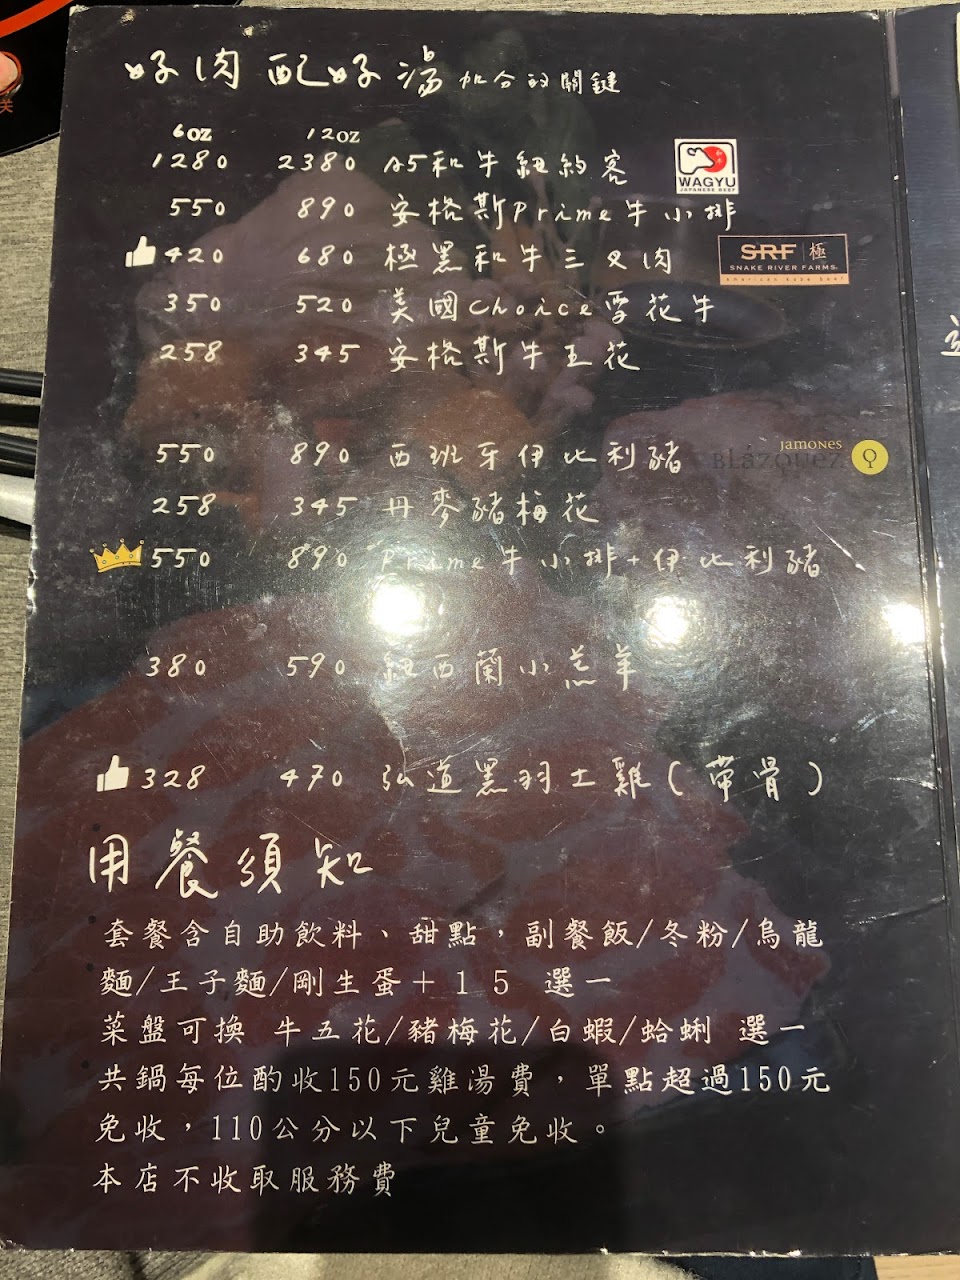 好肉配好湯 加分的關鍵
6oz 12oz
1280 2380 A5和牛紐約客
WAGYU
JAPANESE BEEF
550 890 安格斯Prime牛小排
420 680 極黑和牛三叉肉
SRF 極
SNAKE RIVER FARMS.
American Kobe Beef
350 520 美國Choice雪花牛
258 345 安格斯牛五花
550 890 西班牙伊比利豬
Jamones
BLázQuez
258 345 丹麥豬梅花
550 890 Prime牛小排+伊比利豬
380 590 紐西蘭小羔羊
328 470 弘道黑羽土雞(帶骨)
用餐須知
套餐含自助飲料、甜點,副餐飯/冬粉/烏龍
麵/王子麵/剛生蛋+15 選一
菜盤可換 牛五花/豬梅花/白蝦/蛤蜊 選一
共鍋每位酌收150元雞湯費,單點超過150元
免收,110公分以下兒童免收。
本店不收取服務費